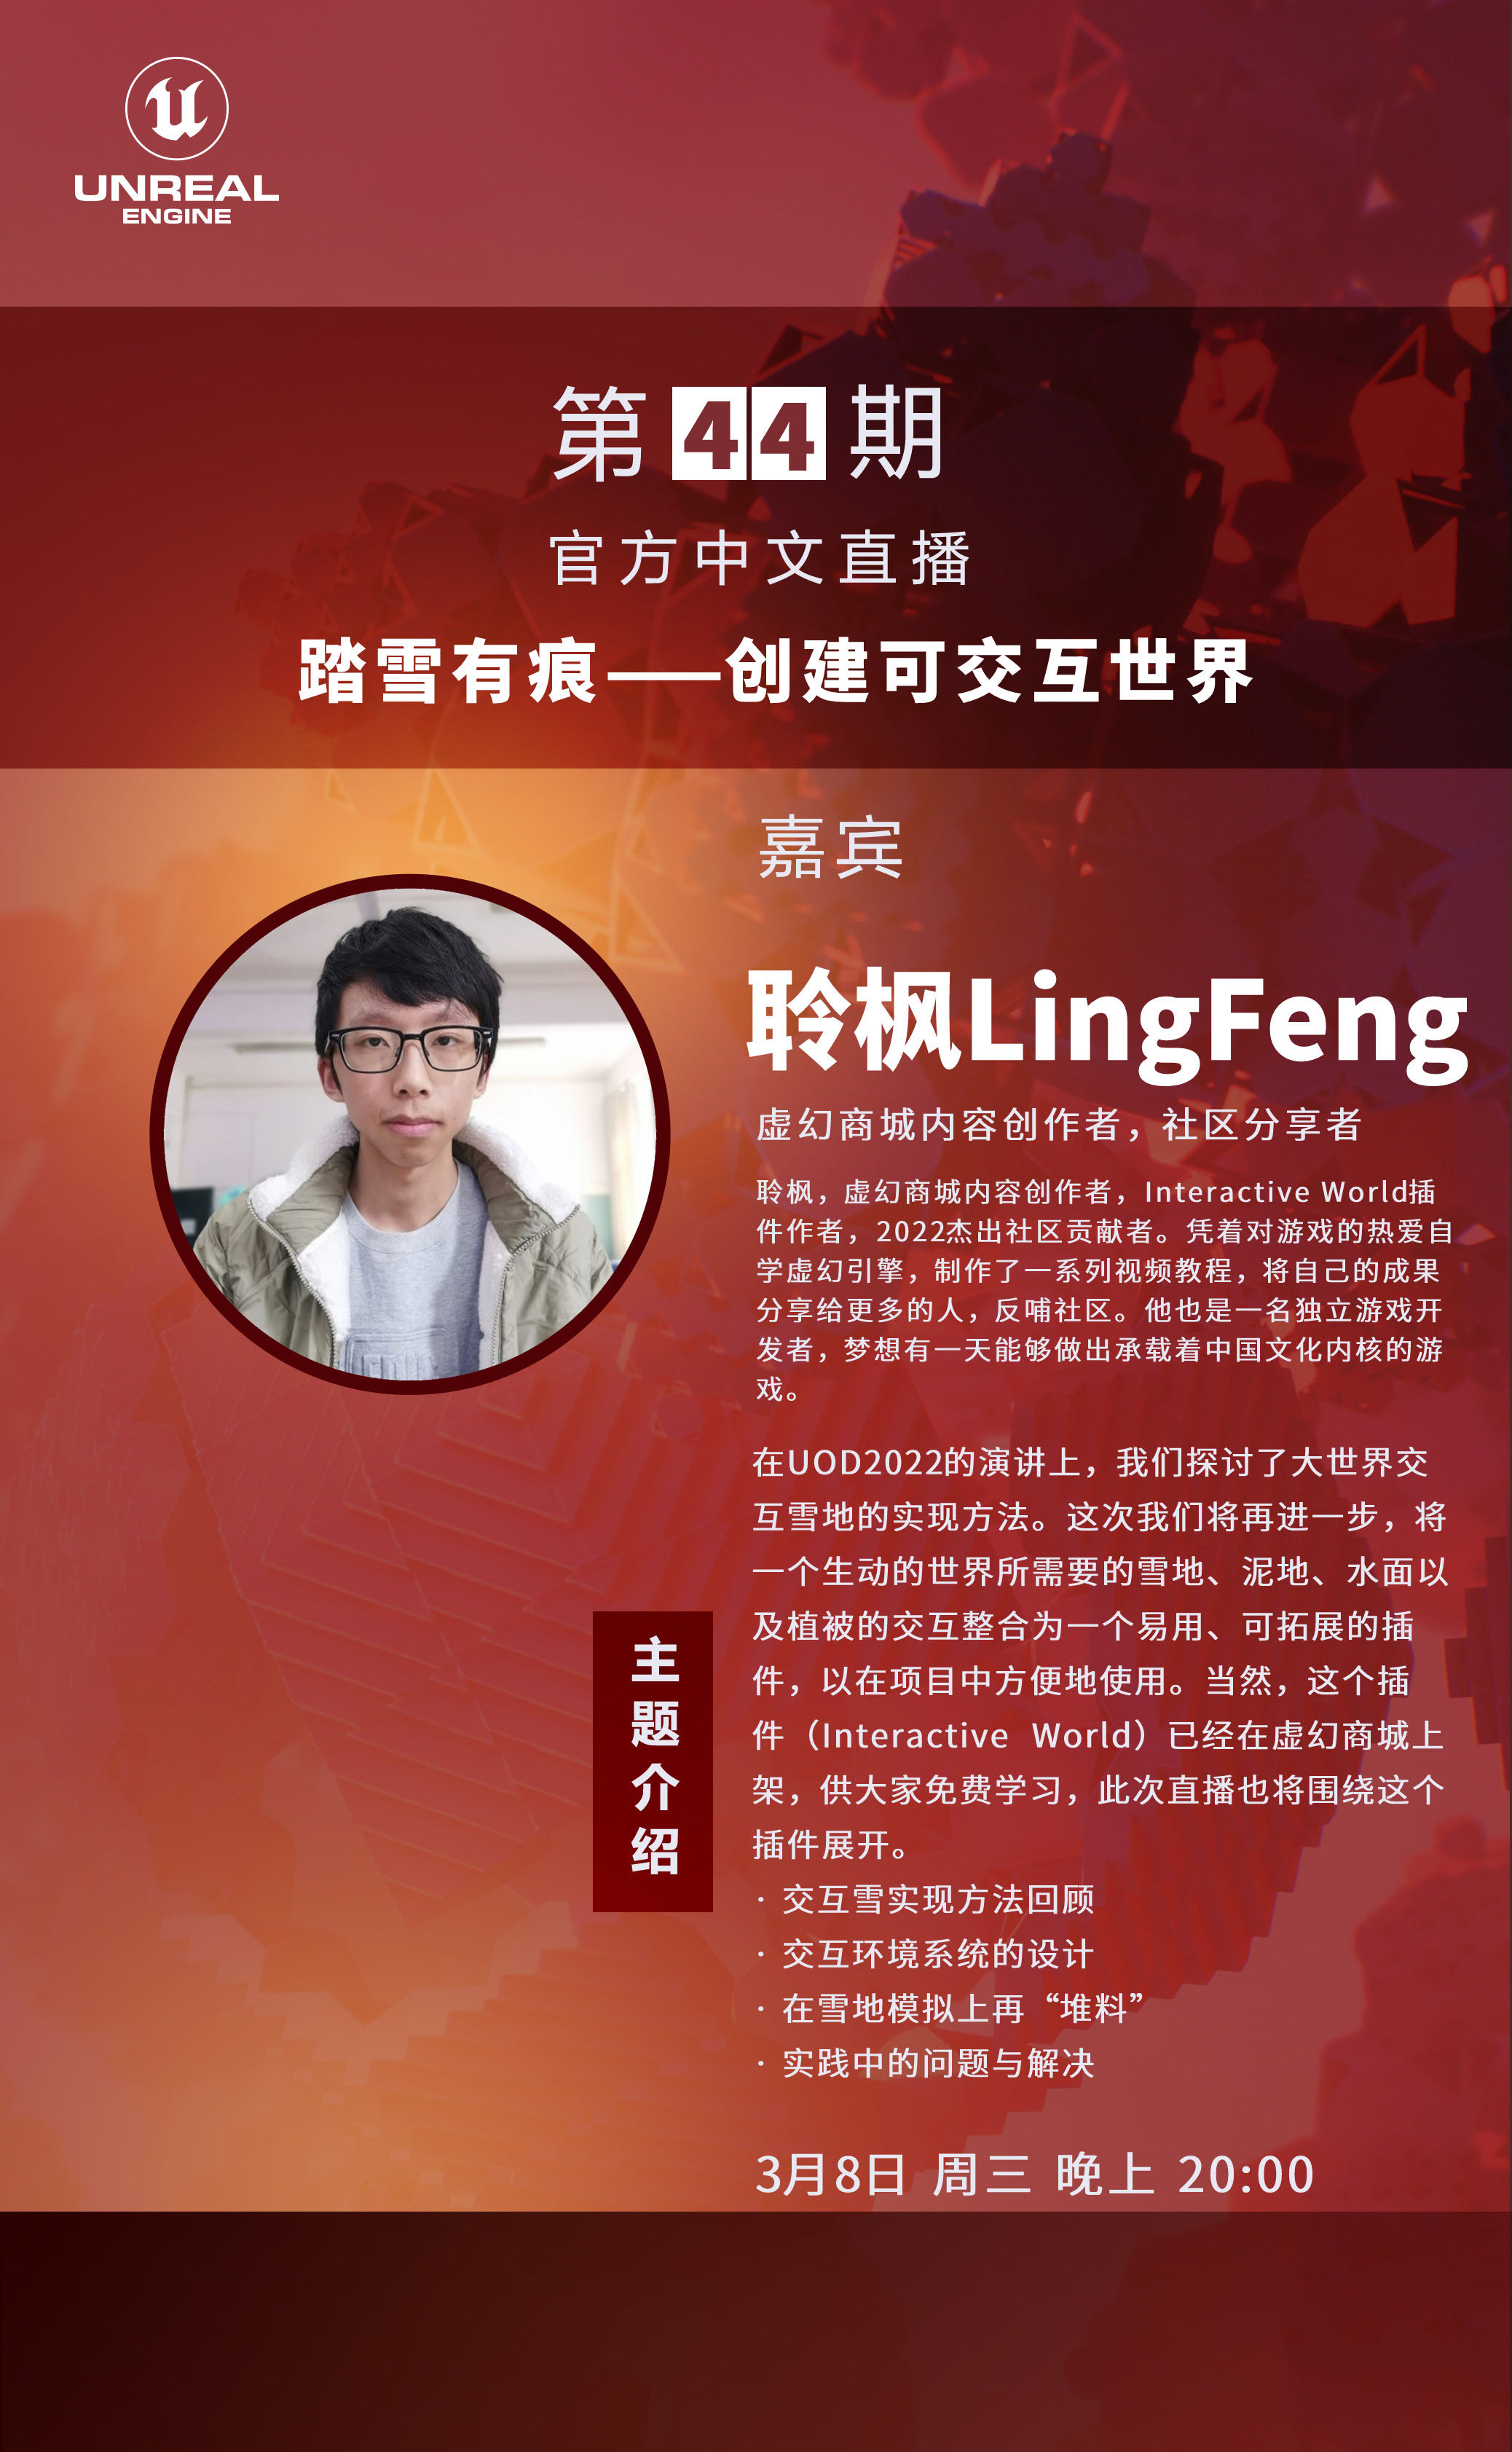 UNREAL
ENGINE
第44期
官方中文直播
踏雪有痕——创建可交互世界
嘉宾
聆枫LingFeng
虚幻商城内容创作者，社区分享者
聆枫，虚幻商城内容创作者，Interactive World插
件作者，2022杰出社区贡献者。凭着对游戏的热爱自
学虚幻引擎，制作了一系列视频教程，将自己的成果
分享给更多的人，反哺社区。他也是一名独立游戏开
发者，梦想有一天能够做出承载着中国文化内核的游
戏。
主题介绍
在UOD2022的演讲上，我们探讨了大世界交
互雪地的实现方法。这次我们将再进一步，将
一个生动的世界所需要的雪地、泥地、水面以
及植被的交互整合为一个易用、可拓展的插
件，以在项目中方便地使用。当然，这个插
件（Interactive World）已经在虚幻商城上
架，供大家免费学习，此次直播也将围绕这个
插件展开。
· 交互雪实现方法回顾
· 交互环境系统的设计
· 在雪地模拟上再“堆料”
· 实践中的问题与解决
3月8日 周三 晚上 20:00